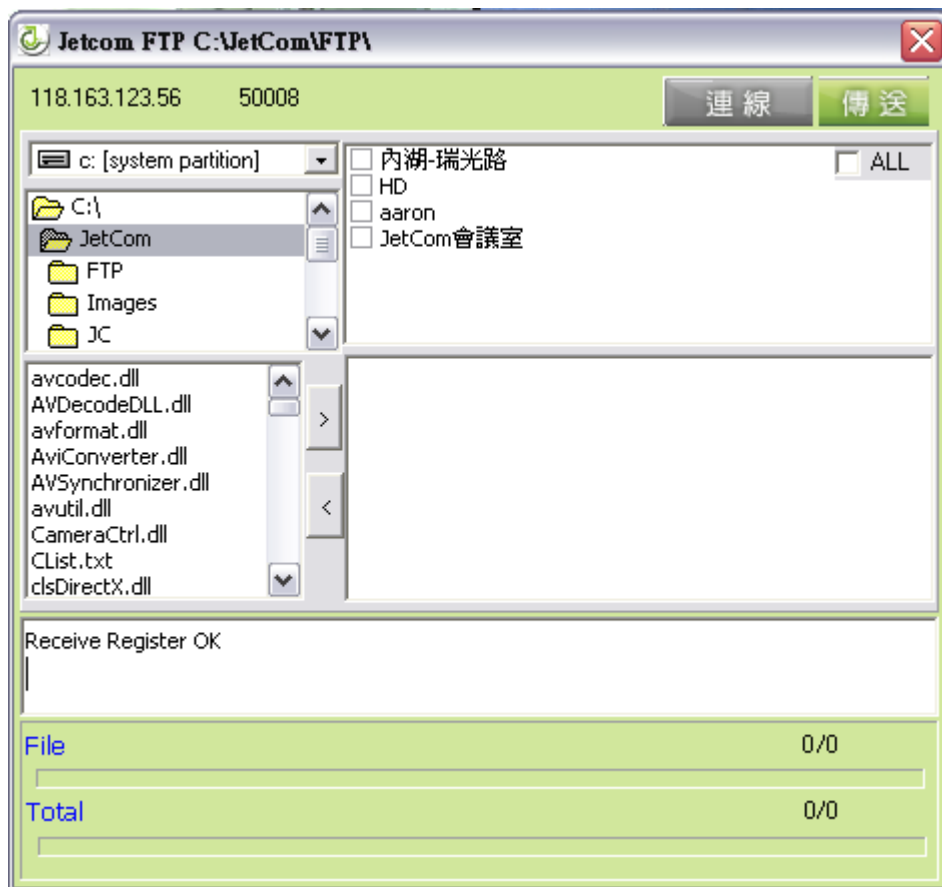 Jetcom FTP C:\JetCom\FTP\
118.163.123.56 50008 連線 傳送
c: [system partition]
C:\
JetCom
FTP
Images
JC
內湖-瑞光路 ALL
HD
aaron
JetCom會議室
avcodec.dll
AVDecodeDLL.dll
avformat.dll
AviConverter.dll
AVSynchronizer.dll
avutil.dll
CameraCtrl.dll
CList.txt
clsDirectX.dll
>
<
Receive Register OK
File 0/0
Total 0/0